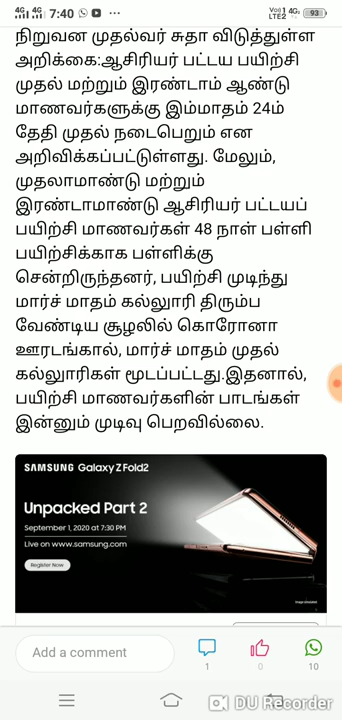 7:40
Vo) 1 4G
LTE2
93
நிறுவன முதல்வர் சுதா விடுத்துள்ள
அறிக்கை:ஆசிரியர் பட்டய பயிற்சி
முதல் மற்றும் இரண்டாம் ஆண்டு
மாணவர்களுக்கு இம்மாதம் 24ம்
தேதி முதல் நடைபெறும் என
அறிவிக்கப்பட்டுள்ளது. மேலும்,
முதலாமாண்டு மற்றும்
இரண்டாமாண்டு ஆசிரியர் பட்டயப்
பயிற்சி மாணவர்கள் 48 நாள் பள்ளி
பயிற்சிக்காக பள்ளிக்கு
சென்றிருந்தனர், பயிற்சி முடிந்து
மார்ச் மாதம் கல்லுாரி திரும்ப
வேண்டிய சூழலில் கொரோனா
ஊரடங்கால், மார்ச் மாதம் முதல்
கல்லுாரிகள் மூடப்பட்டது.இதனால்,
பயிற்சி மாணவர்களின் பாடங்கள்
இன்னும் முடிவு பெறவில்லை.
SAMSUNG Galaxy Z Fold2
Unpacked Part 2
September 1, 2020 at 7:30 PM
Live on www.samsung.com
Register Now
Image simulated
Add a comment
1 0 10
DU Recorder